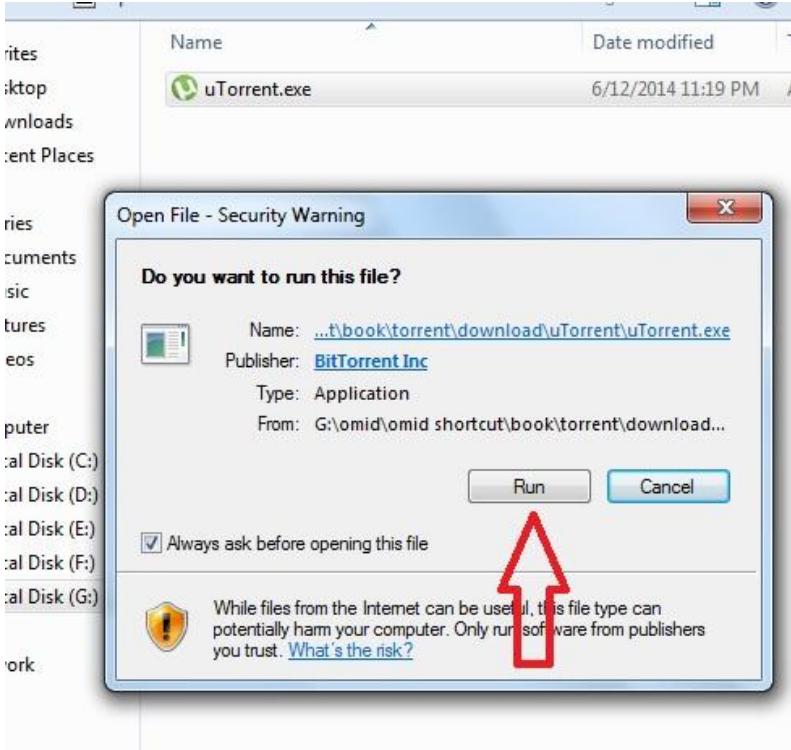 Name
Date modified
rites
sktop
wnloads
cent Places
ries
cuments
sic
tures
eos
puter
cal Disk (C:)
cal Disk (D:)
cal Disk (E:)
cal Disk (F:)
cal Disk (G:)
ork
uTorrent.exe
6/12/2014 11:19 PM
Open File - Security Warning
Do you want to run this file?
Name: ...t\book\torrent\download\uTorrent\uTorrent.exe
Publisher: BitTorrent Inc
Type: Application
From: G:\omid\omid shortcut\book\torrent\download...
Run
Cancel
Always ask before opening this file
While files from the Internet can be useful, this file type can
potentially harm your computer. Only run software from publishers
you trust. What's the risk?